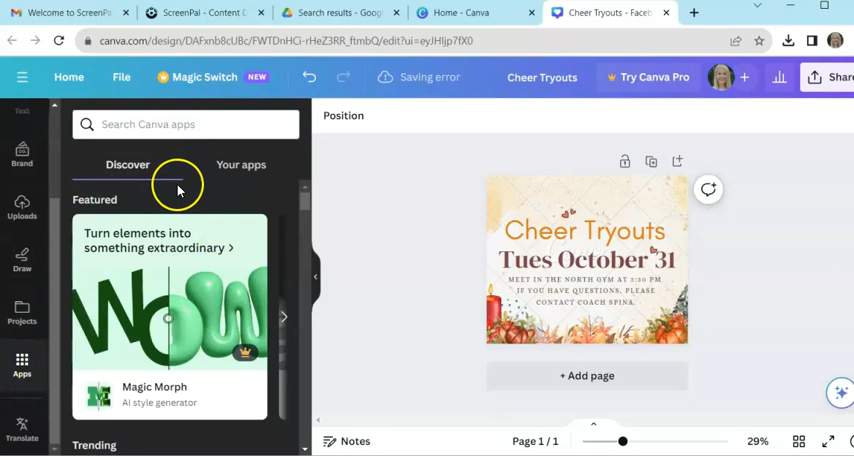 Welcome to ScreenPa
ScreenPal - Content D
Search results - Goog
Home - Canva
Cheer Tryouts - Faceb
canva.com/design/DAFxnb8cUBc/FWTDnHCi-rHeZ3RR_ftmbQ/edit?ui=eyJHIjp7fX0
Home
File
Magic Switch
NEW
Saving error
Cheer Tryouts
Try Canva Pro
Share
Text
Search Canva apps
Position
Brand
Discover
Your apps
Featured
Uploads
Turn elements into
something extraordinary >
Draw
Projects
WOW
Apps
Magic Morph
AI style generator
Translate
Trending
Cheer Tryouts
Tues October 31
MEET IN THE NORTH GYM AT 3:30 PM
IF YOU HAVE QUESTIONS, PLEASE
CONTACT COACH SPINA.
+ Add page
Notes
Page 1 / 1
29%